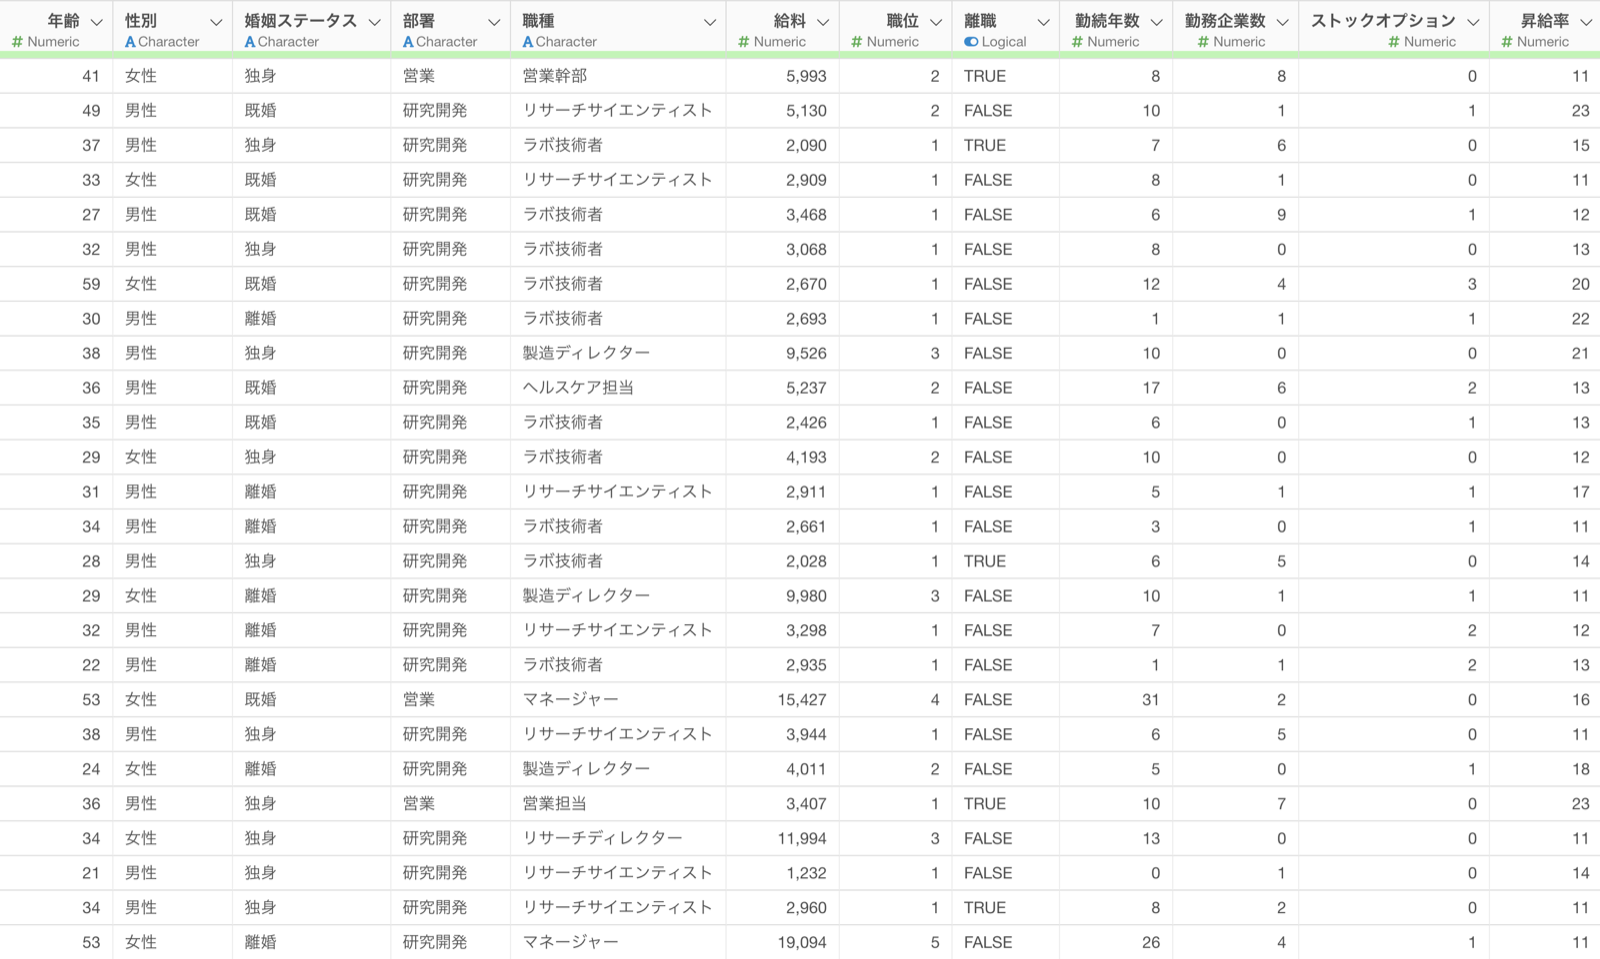 年齢 性別 婚姻ステータス 部署 職種 給料 職位 離職 勤続年数 勤務企業数 ストックオプション 昇給率
# Numeric A Character A Character A Character A Character # Numeric # Numeric Logical # Numeric # Numeric # Numeric # Numeric
41 女性 独身 営業 営業幹部 5,993 2 TRUE 8 8 0 11
49 男性 既婚 研究開発 リサーチサイエンティスト 5,130 2 FALSE 10 1 1 23
37 男性 独身 研究開発 ラボ技術者 2,090 1 TRUE 7 6 0 15
33 女性 既婚 研究開発 リサーチサイエンティスト 2,909 1 FALSE 8 1 0 11
27 男性 既婚 研究開発 ラボ技術者 3,468 1 FALSE 6 9 1 12
32 男性 独身 研究開発 ラボ技術者 3,068 1 FALSE 8 0 0 13
59 女性 既婚 研究開発 ラボ技術者 2,670 1 FALSE 12 4 3 20
30 男性 離婚 研究開発 ラボ技術者 2,693 1 FALSE 1 1 1 22
38 男性 独身 研究開発 製造ディレクター 9,526 3 FALSE 10 0 0 21
36 男性 既婚 研究開発 ヘルスケア担当 5,237 2 FALSE 17 6 2 13
35 男性 既婚 研究開発 ラボ技術者 2,426 1 FALSE 6 0 1 13
29 女性 独身 研究開発 ラボ技術者 4,193 2 FALSE 10 0 0 12
31 男性 離婚 研究開発 リサーチサイエンティスト 2,911 1 FALSE 5 1 1 17
34 男性 離婚 研究開発 ラボ技術者 2,661 1 FALSE 3 0 1 11
28 男性 独身 研究開発 ラボ技術者 2,028 1 TRUE 6 5 0 14
29 女性 離婚 研究開発 製造ディレクター 9,980 3 FALSE 10 1 1 11
32 男性 離婚 研究開発 リサーチサイエンティスト 3,298 1 FALSE 7 0 2 12
22 男性 離婚 研究開発 ラボ技術者 2,935 1 FALSE 1 1 2 13
53 女性 既婚 営業 マネージャー 15,427 4 FALSE 31 2 0 16
38 男性 独身 研究開発 リサーチサイエンティスト 3,944 1 FALSE 6 5 0 11
24 女性 離婚 研究開発 製造ディレクター 4,011 2 FALSE 5 0 1 18
36 男性 独身 営業 営業担当 3,407 1 TRUE 10 7 0 23
34 女性 独身 研究開発 リサーチディレクター 11,994 3 FALSE 13 0 0 11
21 男性 独身 研究開発 リサーチサイエンティスト 1,232 1 FALSE 0 1 0 14
34 男性 独身 研究開発 リサーチサイエンティスト 2,960 1 TRUE 8 2 0 11
53 女性 離婚 研究開発 マネージャー 19,094 5 FALSE 26 4 1 11